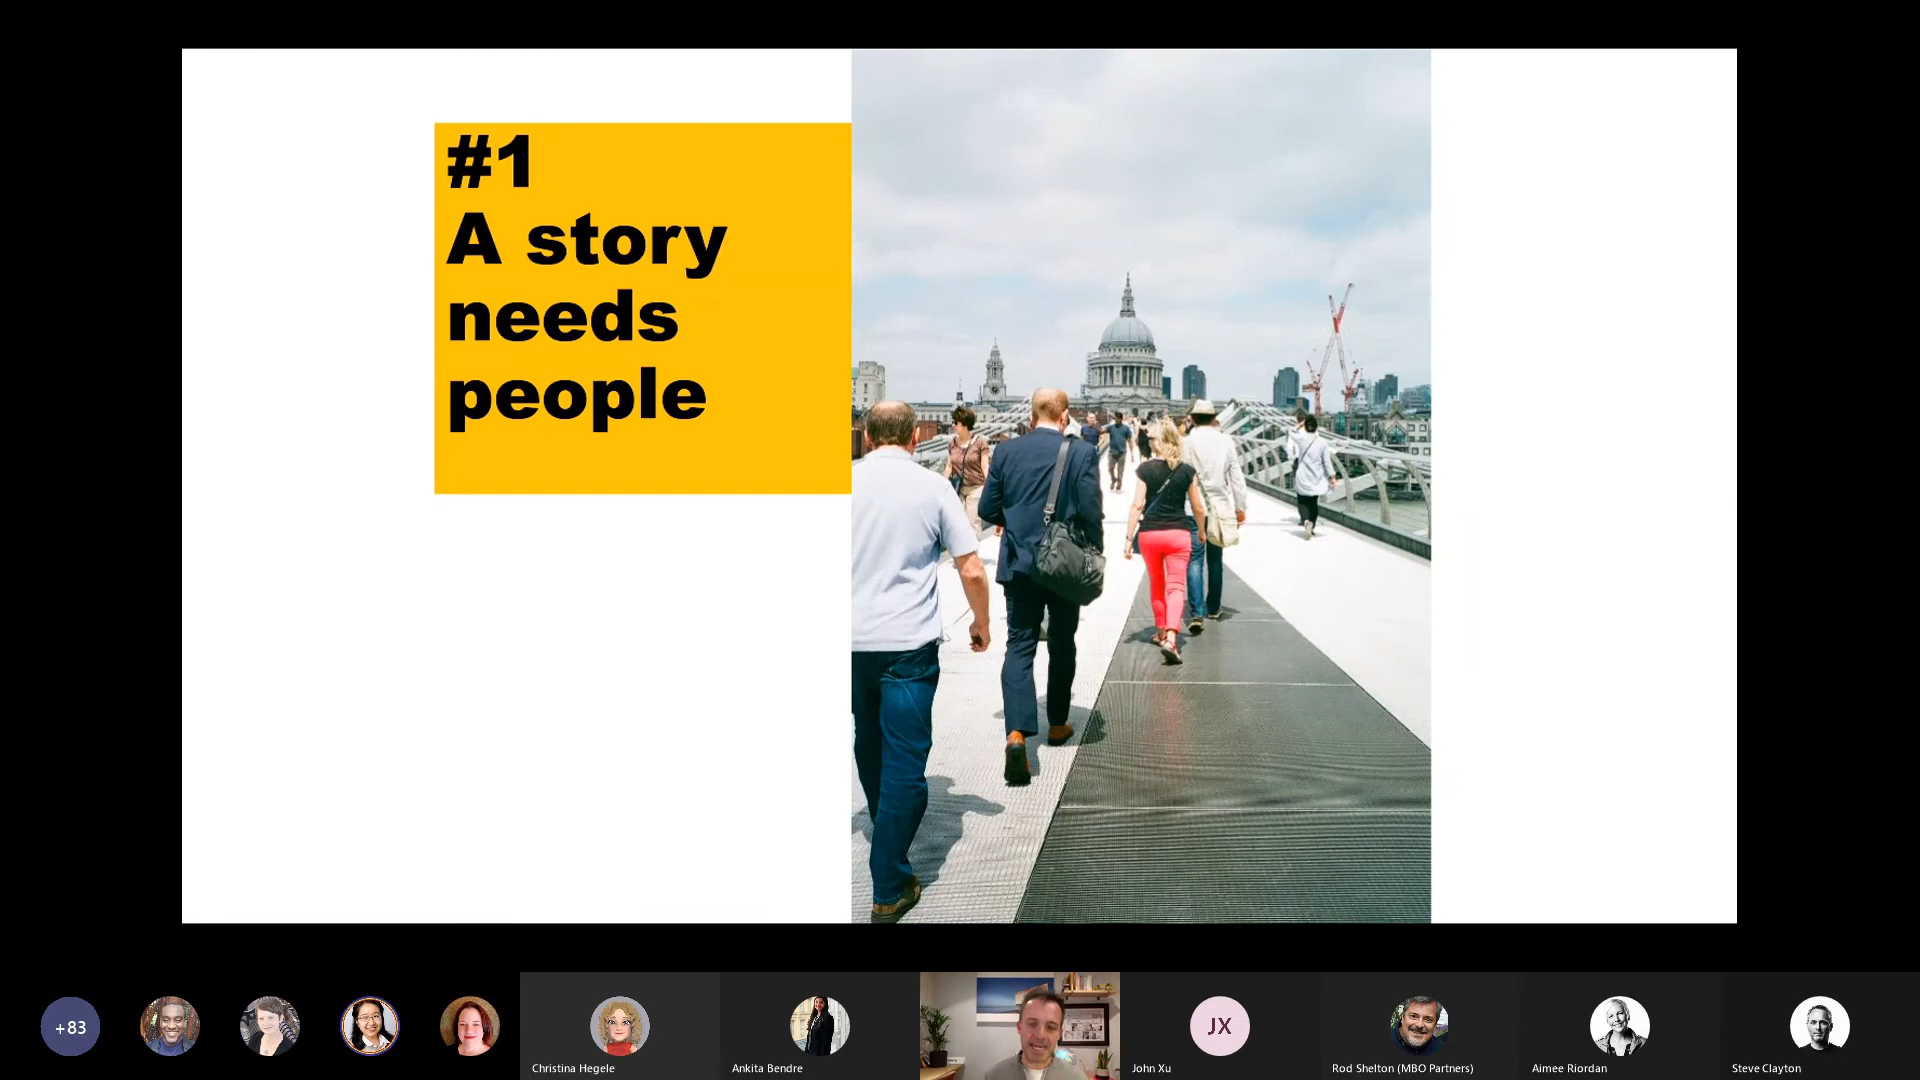 #1
A story
needs
people
+83
Christina Hegele
Ankita Bendre
JX
John Xu
Rod Shelton (MBO Partners)
Aimee Riordan
Steve Clayton